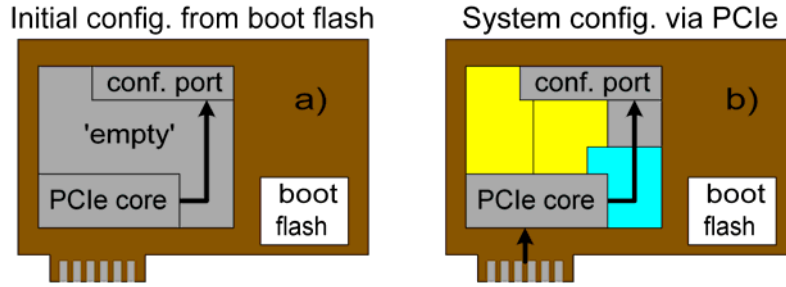 Initial config. from boot flash
conf. port
a)
'empty'
PCIe core
boot
flash
System config. via PCIe
conf. port
b)
PCIe core
boot
flash